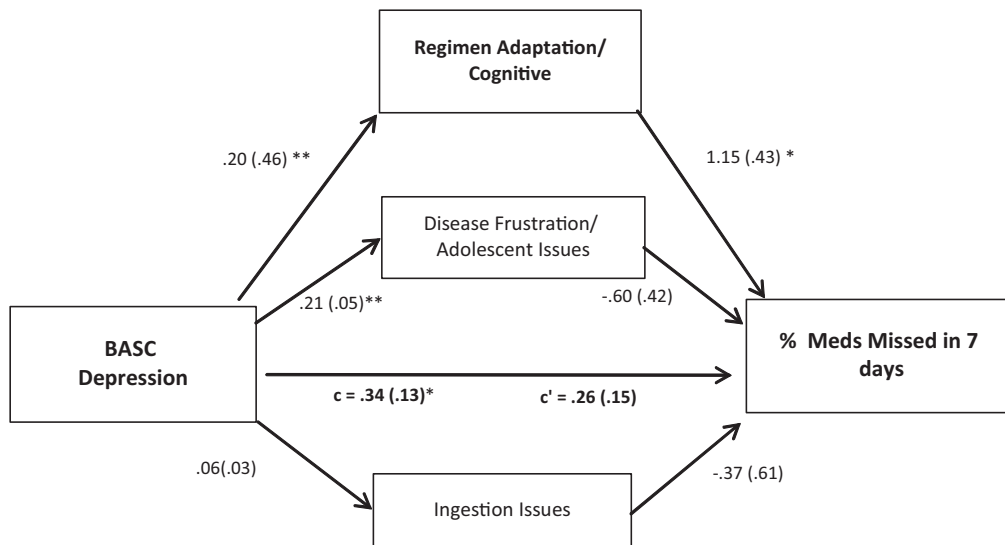 Regimen Adaptation/
Cognitive
.20 (.46) **
1.15 (.43) *
Disease Frustration/
Adolescent Issues
.21 (.05)**
-.60 (.42)
BASC
Depression
% Meds Missed in 7
days
c = .34 (.13)*
c' = .26 (.15)
.06(.03)
-.37 (.61)
Ingestion Issues